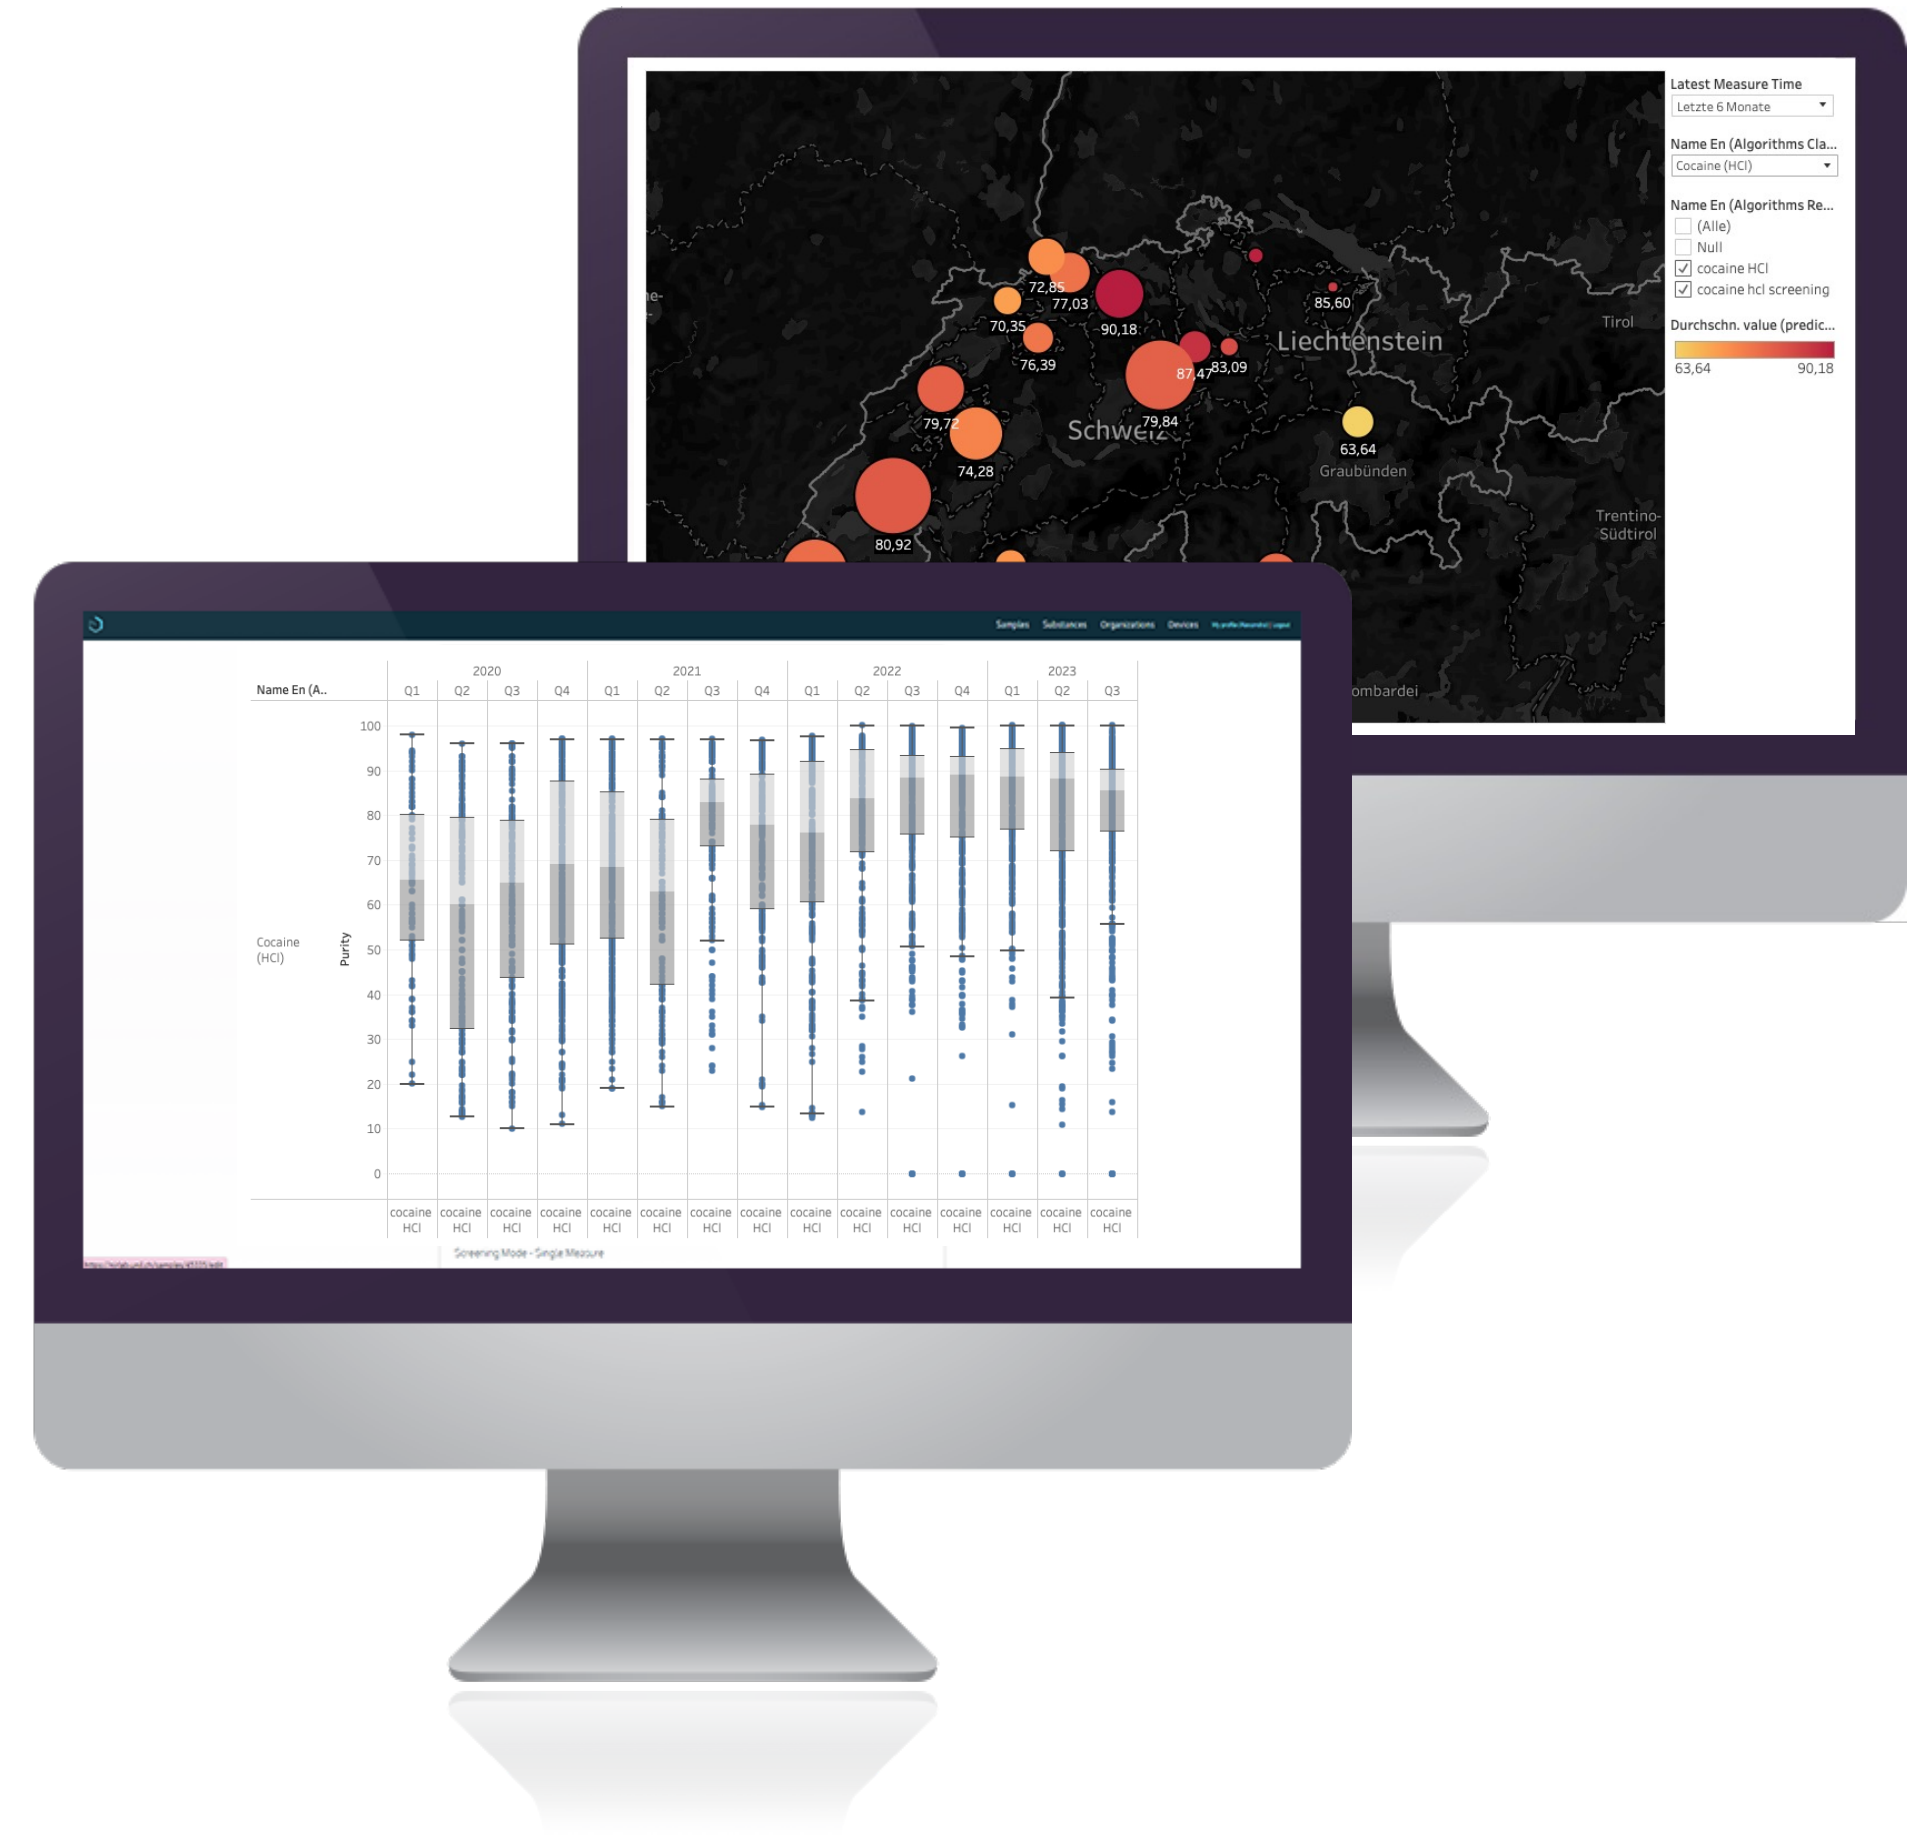 Latest Measure Time
Letzte 6 Monate
Name En (Algorithms Cla...
Cocaine (HCl)
Name En (Algorithms Re...
(Alle)
Null
cocaine HCl
cocaine hcl screening
Durchschn. value (predic...
63,64 90,18
72,85
77,03
70,35
90,18
76,39
85,60
Liechtenstein
Tirol
87,47
83,09
79,72
79,84
Schweiz
74,28
63,64
Graubünden
80,92
Trentino-
Südtirol
ombardei
Samples Substances Organizations Devices
2020 2021 2022 2023
Name En (A.. Q1 Q2 Q3 Q4 Q1 Q2 Q3 Q4 Q1 Q2 Q3 Q4 Q1 Q2 Q3
100
90
80
70
60
50
40
30
20
10
0
Purity
Cocaine
(HCl)
cocaine cocaine cocaine cocaine cocaine cocaine cocaine cocaine cocaine cocaine cocaine cocaine cocaine cocaine cocaine
HCl HCl HCl HCl HCl HCl HCl HCl HCl HCl HCl HCl HCl HCl HCl
Screening Mode - Single Measure